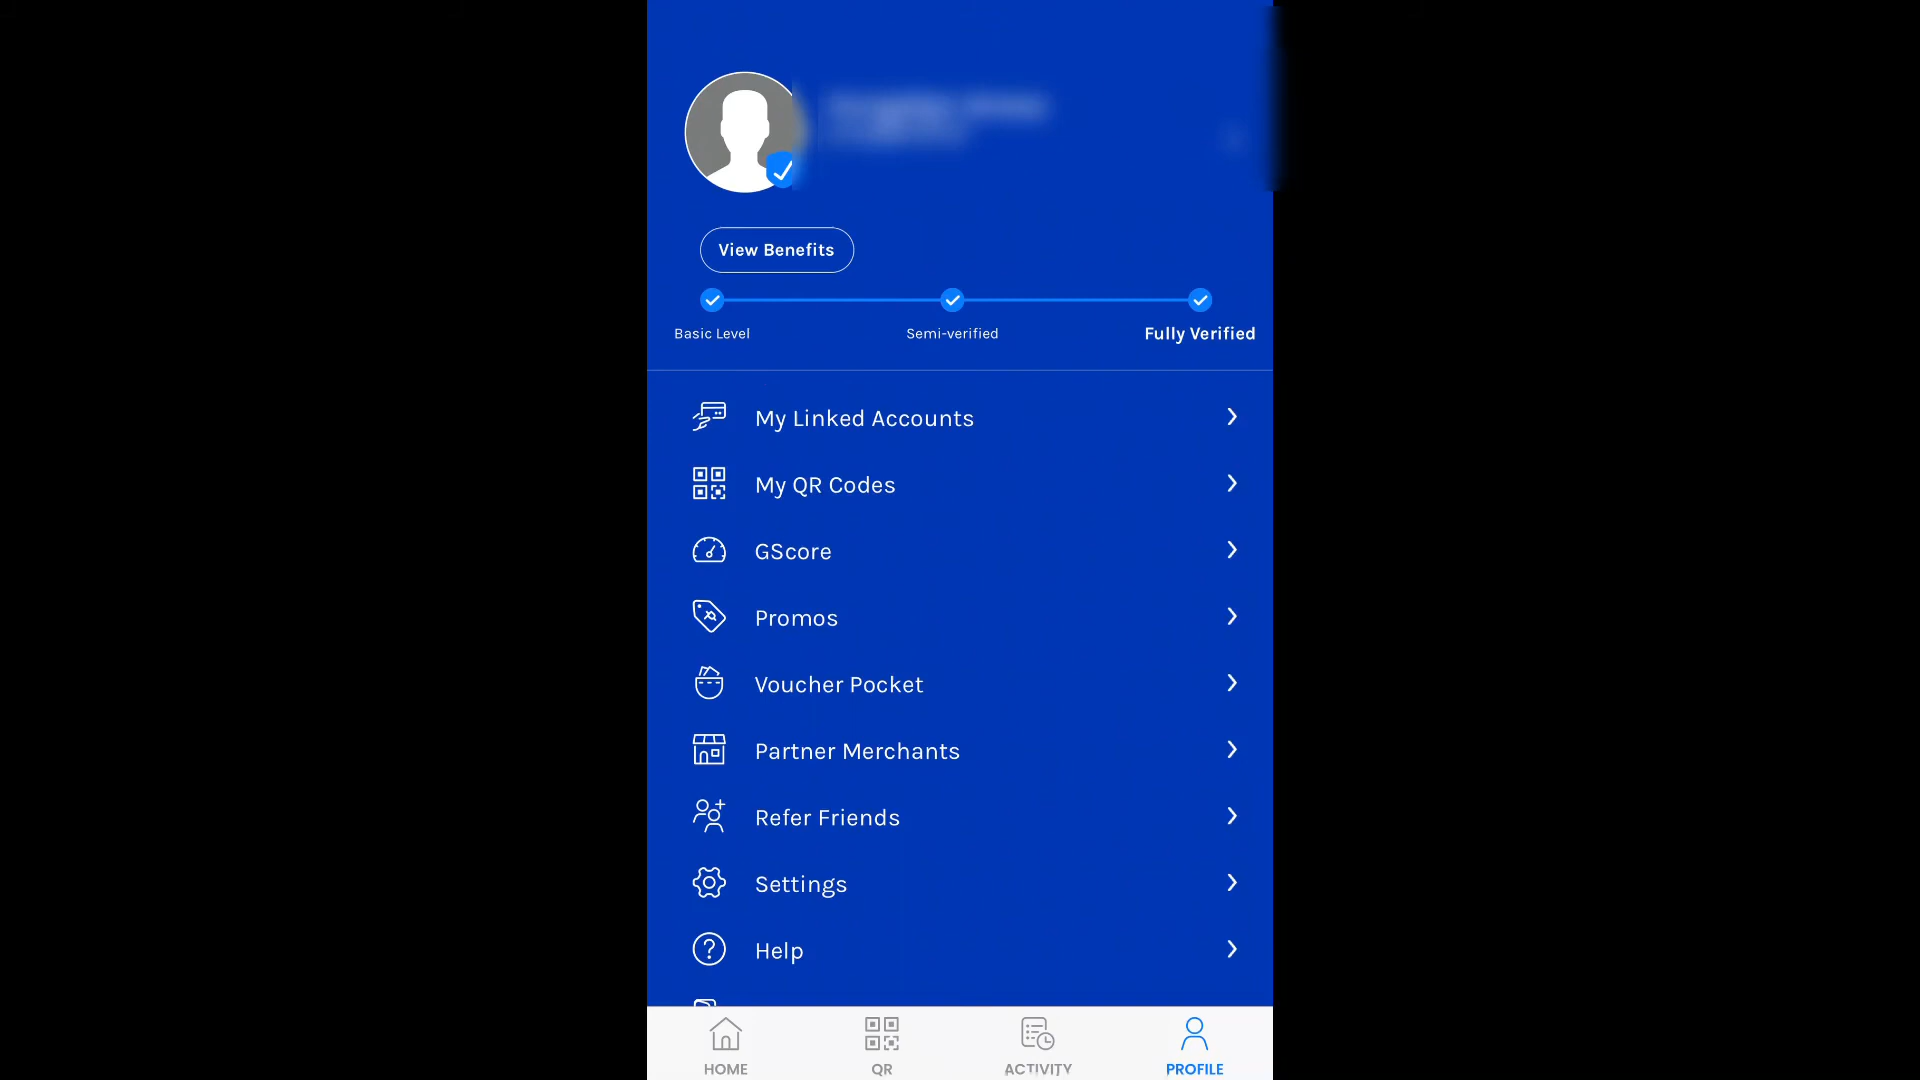 View Benefits
Basic Level
Semi-verified
Fully Verified
My Linked Accounts
My QR Codes
GScore
Promos
Voucher Pocket
Partner Merchants
Refer Friends
Settings
Help
HOME
QR
ACTIVITY
PROFILE